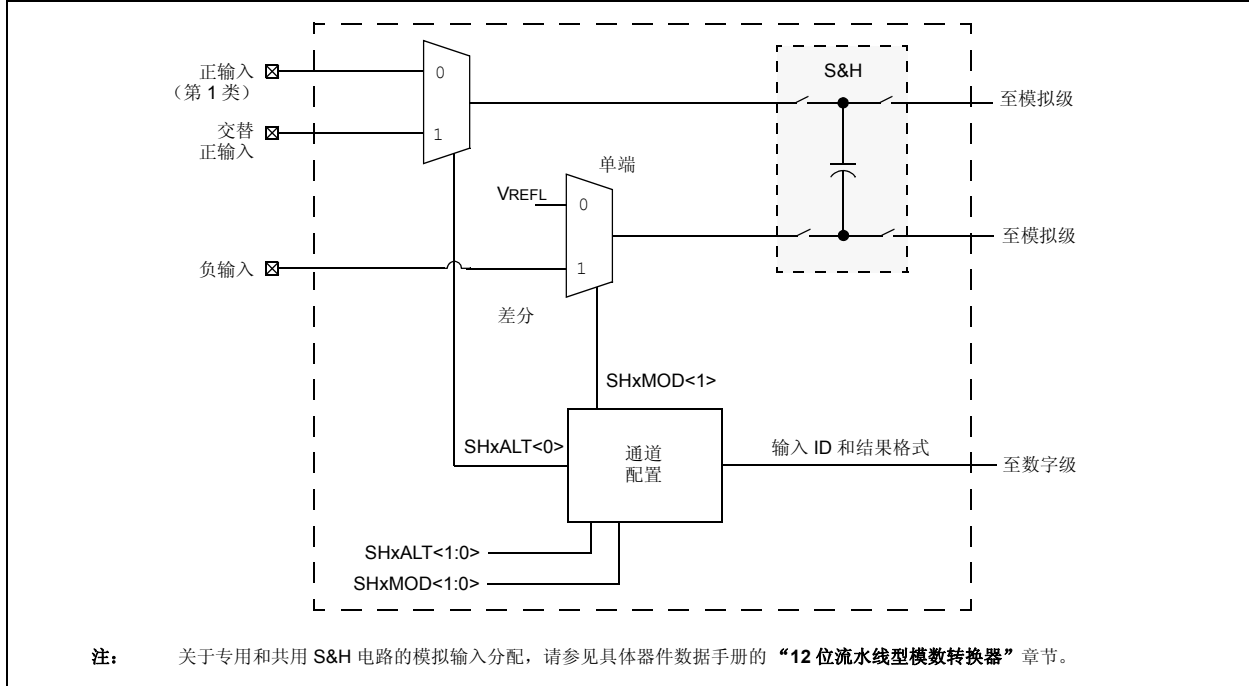 正输入
（第 1 类）
交替
正输入
负输入
0
1
单端
VREFL
0
1
差分
S&H
至模拟级
至模拟级
SHxMOD<1>
SHxALT<0>
通道
配置
输入 ID 和结果格式
至数字级
SHxALT<1:0>
SHxMOD<1:0>
注： 关于专用和共用 S&H 电路的模拟输入分配，请参见具体器件数据手册的“12 位流水线型模数转换器”章节。